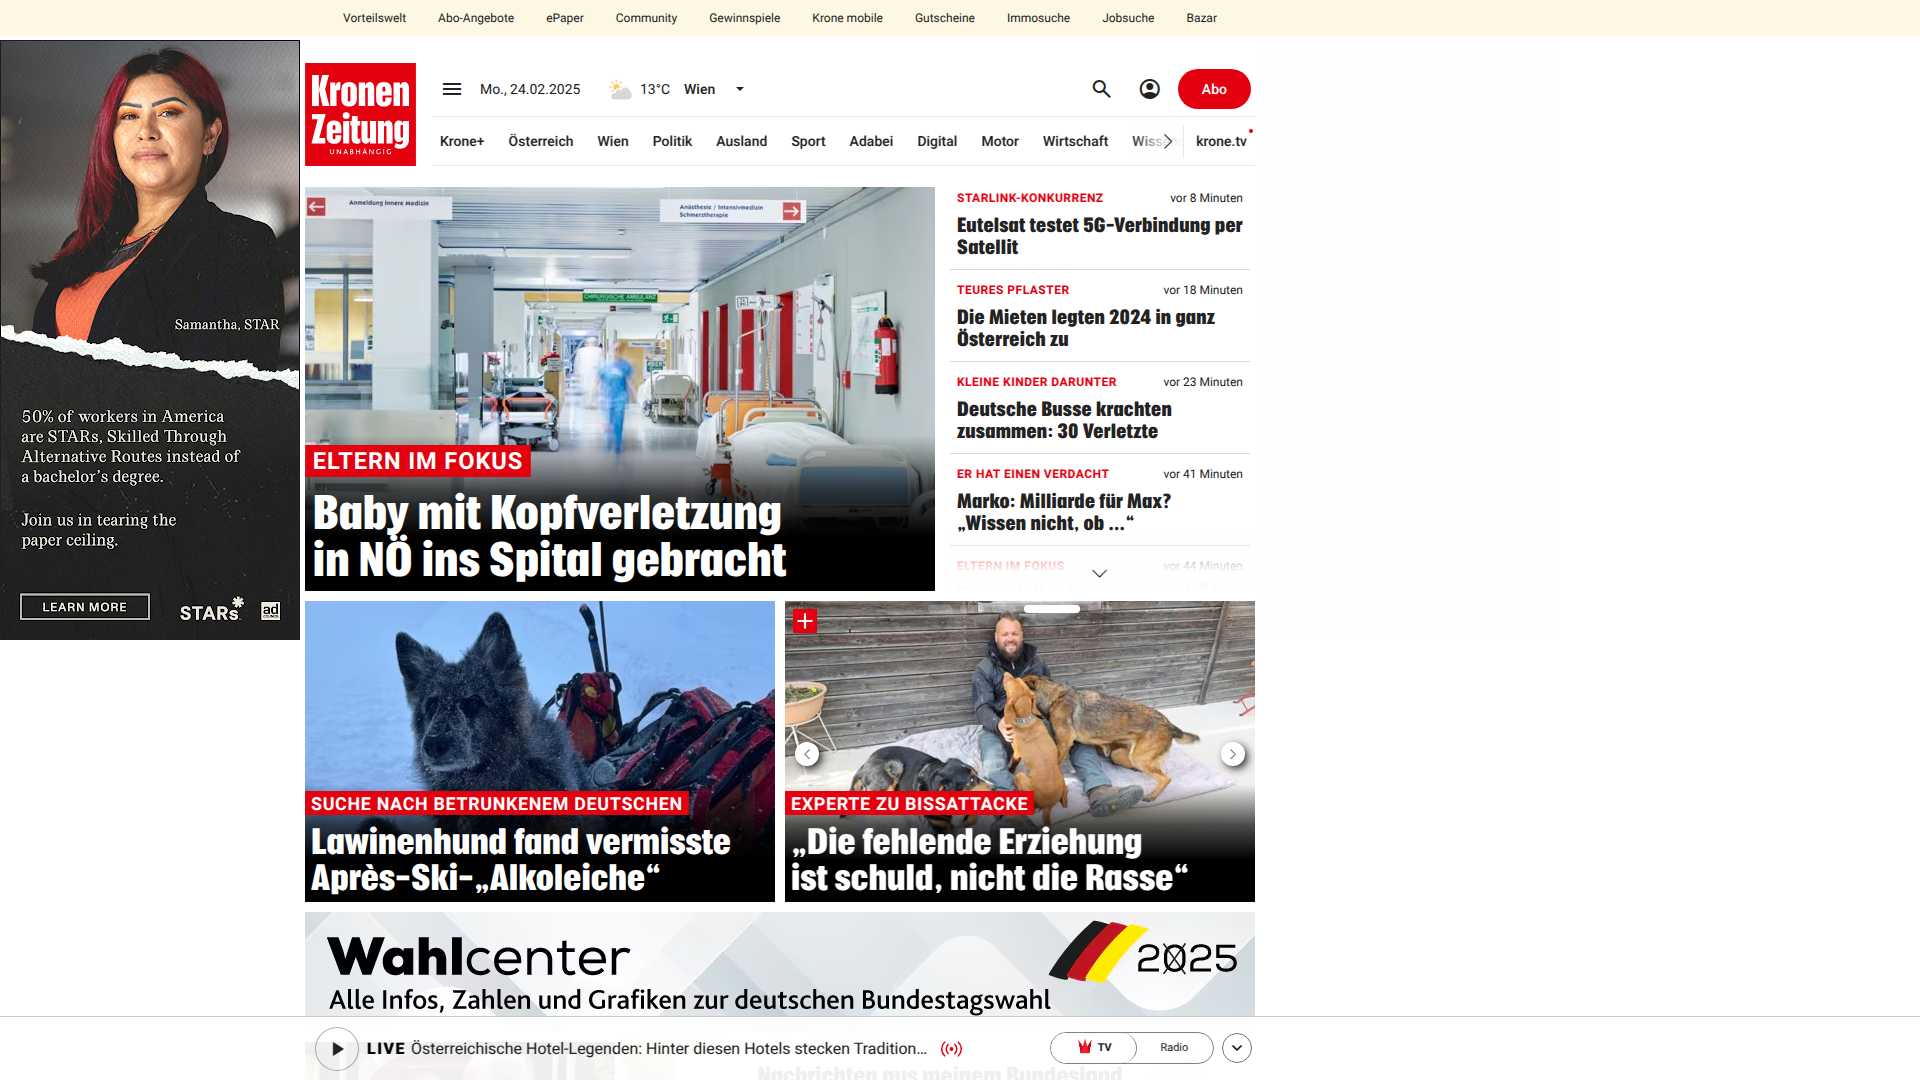 Vorteilswelt Abo-Angebote ePaper Community Gewinnspiele Krone mobile Gutscheine Immosuche Jobsuche Bazar
Samantha, STAR
50% of workers in America
are STARs, Skilled Through
Alternative Routes instead of
a bachelor's degree.
Join us in tearing the
paper ceiling.
LEARN MORE
STARs
ad
Kronen
Zeitung
UNABHÄNGIG
Mo., 24.02.2025 13°C Wien
Abo
Krone+ Österreich Wien Politik Ausland Sport Adabei Digital Motor Wirtschaft krone.tv
Anmeldung Innere Medizin
Anästhesie / Intensivmedizin
Schmerztherapie
CHIRURGISCHE AMBULANZ
ELTERN IM FOKUS
Baby mit Kopfverletzung
in NÖ ins Spital gebracht
STARLINK-KONKURRENZ vor 8 Minuten
Eutelsat testet 5G-Verbindung per
Satellit
TEURES PFLASTER vor 18 Minuten
Die Mieten legten 2024 in ganz
Österreich zu
KLEINE KINDER DARUNTER vor 23 Minuten
Deutsche Busse krachten
zusammen: 30 Verletzte
ER HAT EINEN VERDACHT vor 41 Minuten
Marko: Milliarde für Max?
„Wissen nicht, ob ...“
ELTERN IM FOKUS vor 44 Minuten
SUCHE NACH BETRUNKENEM DEUTSCHEN
Lawinenhund fand vermisste
Après-Ski-„Alkoleiche“
EXPERTE ZU BISSATTACKE
„Die fehlende Erziehung
ist schuld, nicht die Rasse“
Wahlcenter
2025
Alle Infos, Zahlen und Grafiken zur deutschen Bundestagswahl
LIVE Österreichische Hotel-Legenden: Hinter diesen Hotels stecken Tradition...
TV Radio
Nachrichten aus meinem Bundesland